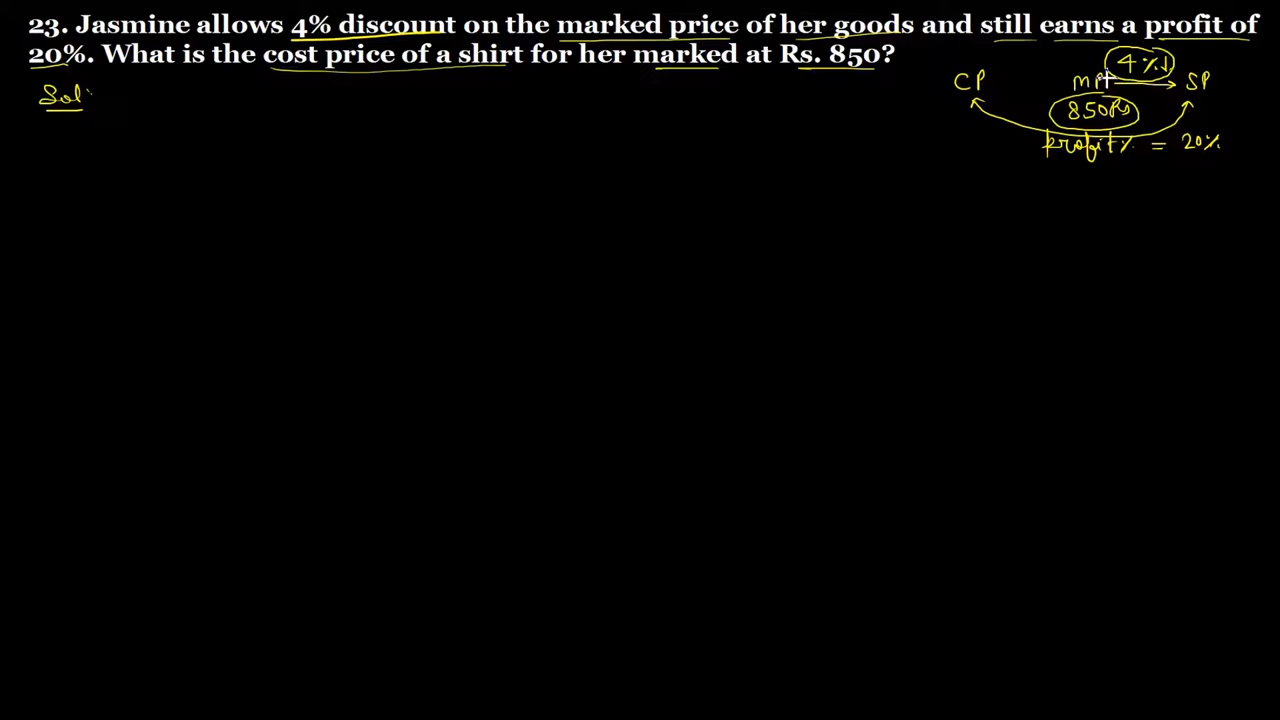 23. Jasmine allows 4% discount on the marked price of her goods and still earns a profit of
20%. What is the cost price of a shirt for her marked at Rs. 850?
Sol:
4%↓
CP MP → SP
850Rs
profit% = 20%